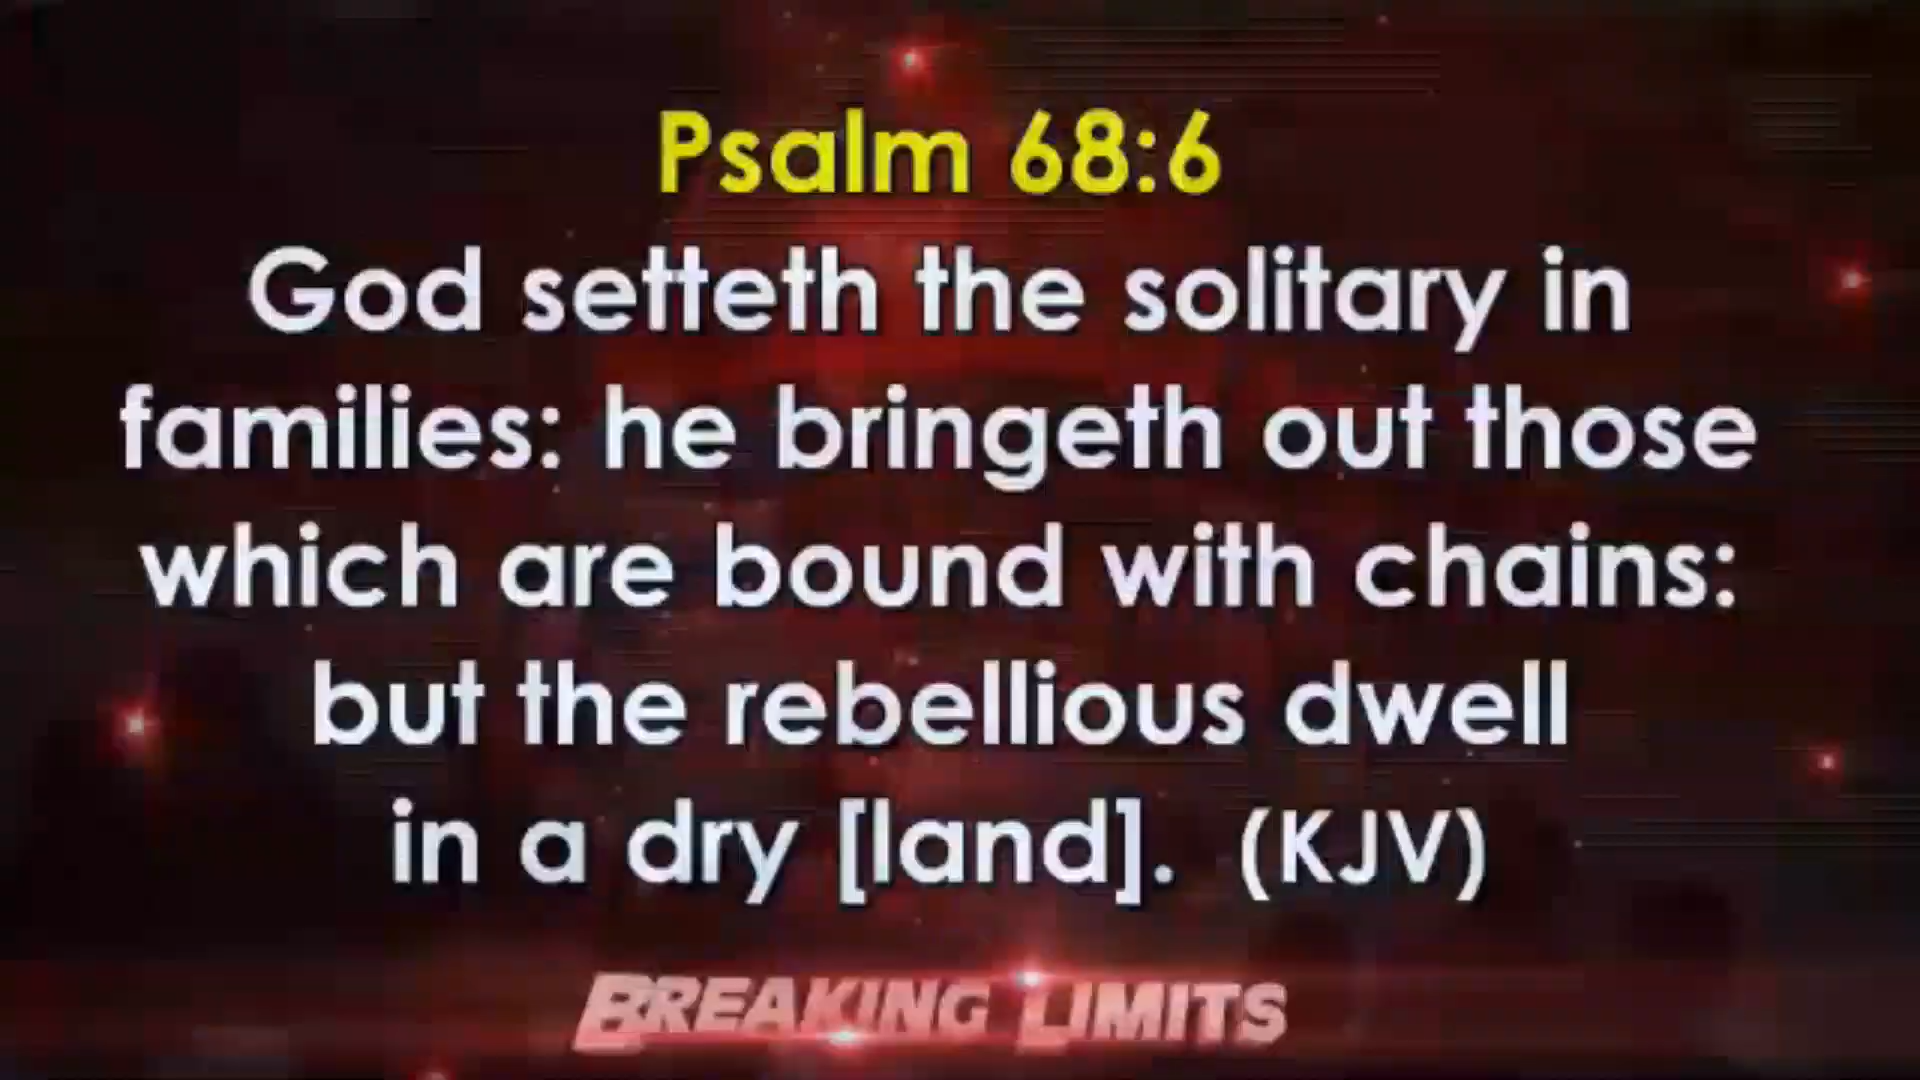 Psalm 68:6
God setteth the solitary in
families: he bringeth out those
which are bound with chains:
but the rebellious dwell
in a dry [land]. (KJV)
BREAKING LIMITS